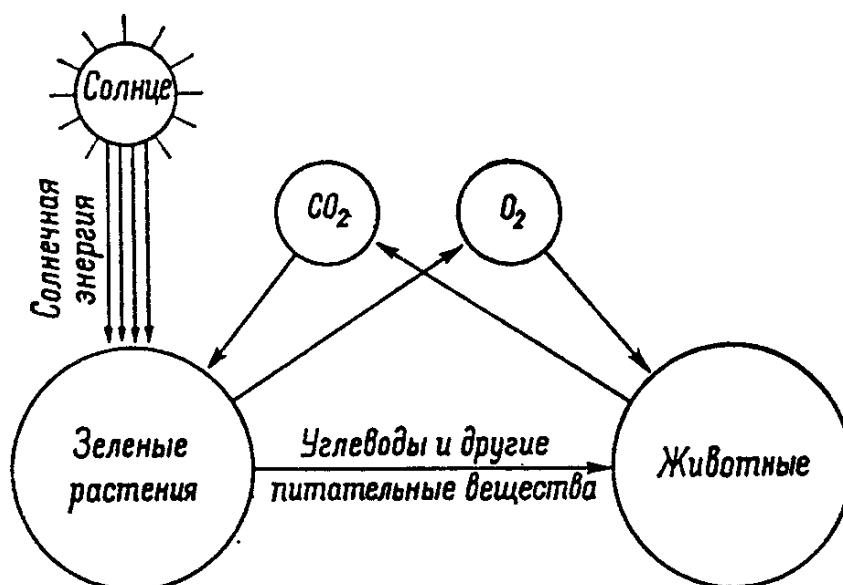 Солнце
Солнечная
энергия
CO₂
O₂
Зеленые
растения
Углеводы и другие
питательные вещества
Животные